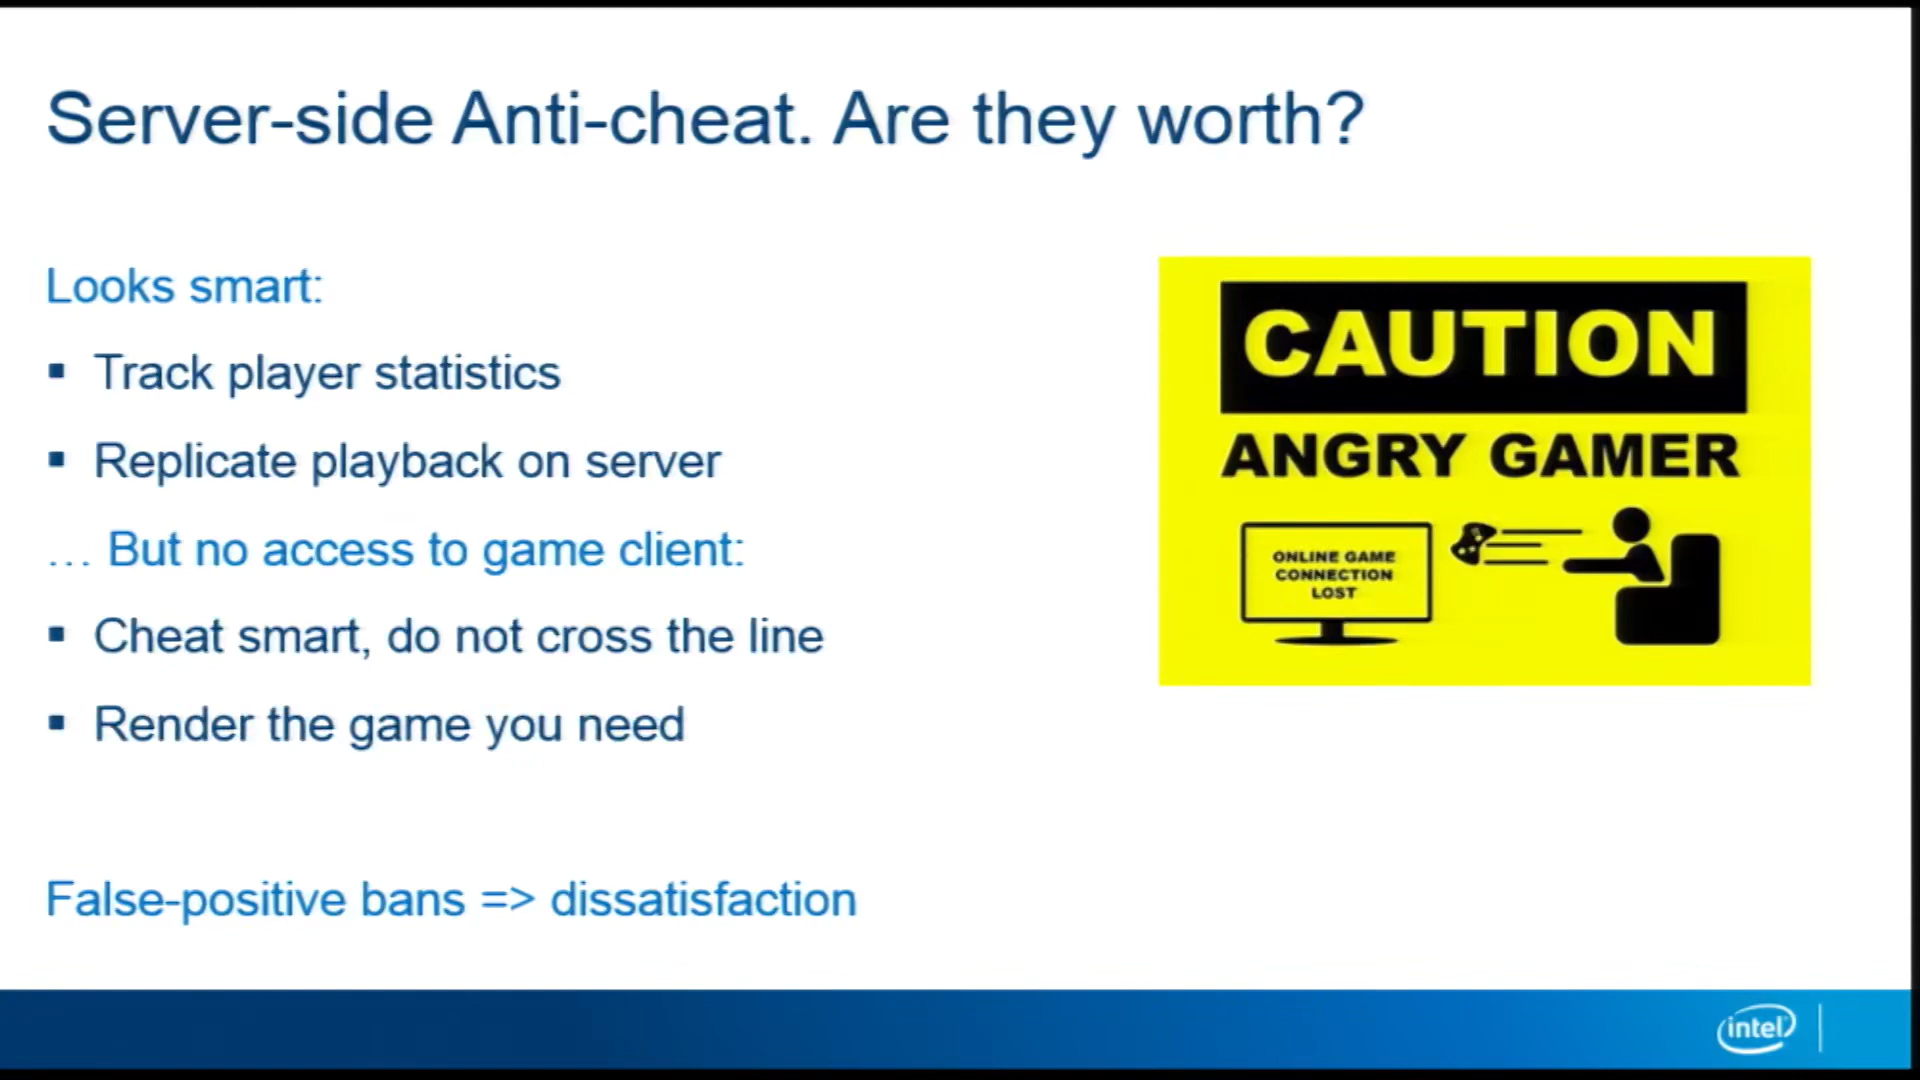 Server-side Anti-cheat. Are they worth?
Looks smart:
▪ Track player statistics
▪ Replicate playback on server
… But no access to game client:
▪ Cheat smart, do not cross the line
▪ Render the game you need
False-positive bans => dissatisfaction
CAUTION
ANGRY GAMER
ONLINE GAME
CONNECTION
LOST
intel